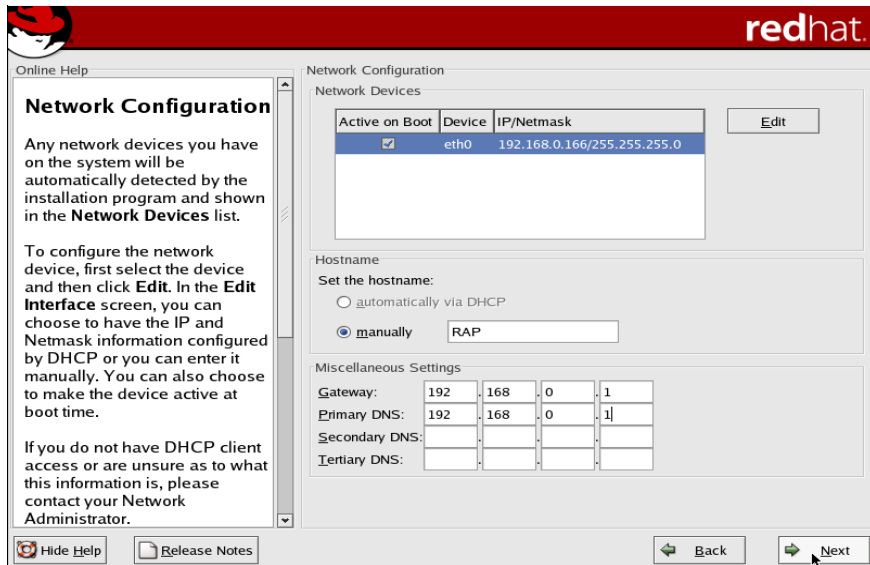 redhat.
Online Help
Network Configuration
Any network devices you have
on the system will be
automatically detected by the
installation program and shown
in the Network Devices list.
To configure the network
device, first select the device
and then click Edit. In the Edit
Interface screen, you can
choose to have the IP and
Netmask information configured
by DHCP or you can enter it
manually. You can also choose
to make the device active at
boot time.
If you do not have DHCP client
access or are unsure as to what
this information is, please
contact your Network
Administrator.
Network Configuration
Network Devices
Active on Boot Device IP/Netmask
eth0 192.168.0.166/255.255.255.0
Edit
Hostname
Set the hostname:
automatically via DHCP
manually RAP
Miscellaneous Settings
Gateway: 192 . 168 . 0 . 1
Primary DNS: 192 . 168 . 0 . 1
Secondary DNS: . . .
Tertiary DNS: . . .
Hide Help Release Notes Back Next